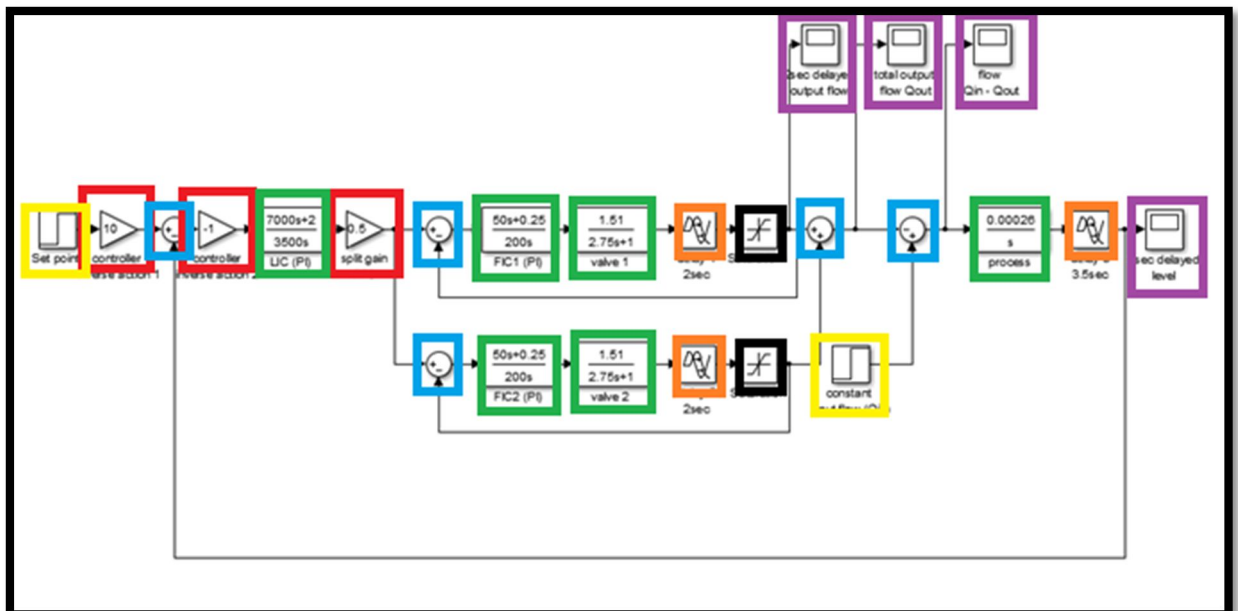 output flow
total output
flow Qout
flow
Qin - Qout
Set point
10
controller
-1
controller
7000s+2
3500s
LIC (PI)
0.5
split gain
50s+0.25
200s
FIC1 (PI)
1.51
2.75s+1
valve 1
2sec
0.00026
s
process
3.5sec
sec delayed
level
50s+0.25
200s
FIC2 (PI)
1.51
2.75s+1
valve 2
2sec
constant